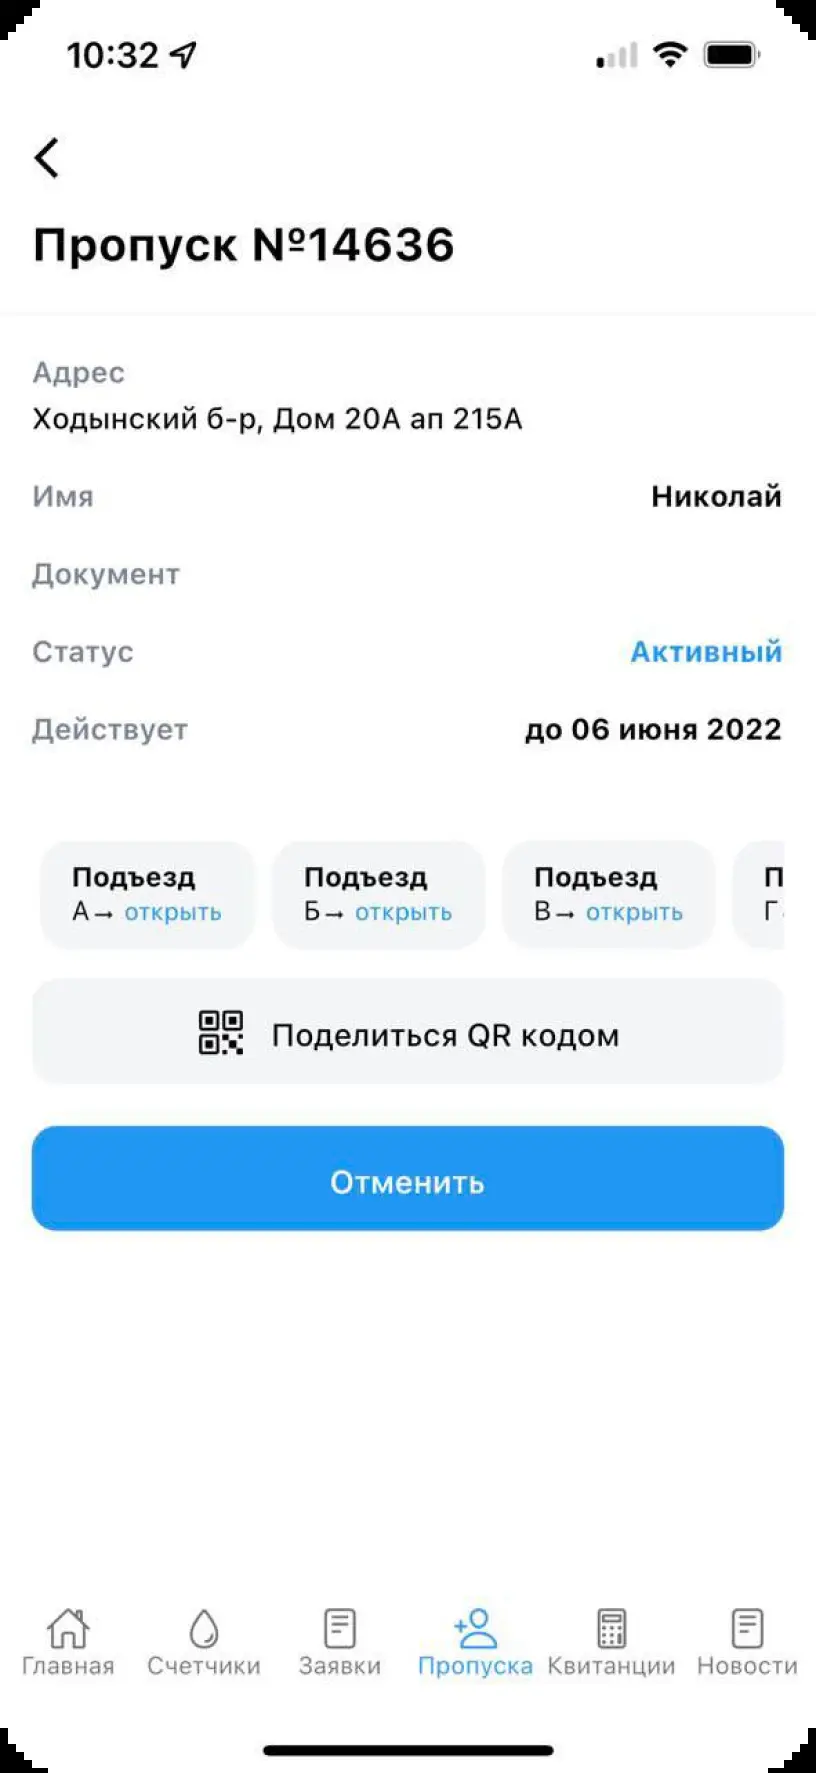 10:32
Пропуск №14636
Адрес
Ходынский б-р, Дом 20А ап 215А
Имя
Николай
Документ
Статус
Активный
Действует
до 06 июня 2022
Подъезд
А→ открыть
Подъезд
Б→ открыть
Подъезд
В→ открыть
П
Г
Поделиться QR кодом
Отменить
Главная
Счетчики
Заявки
Пропуска
Квитанции
Новости